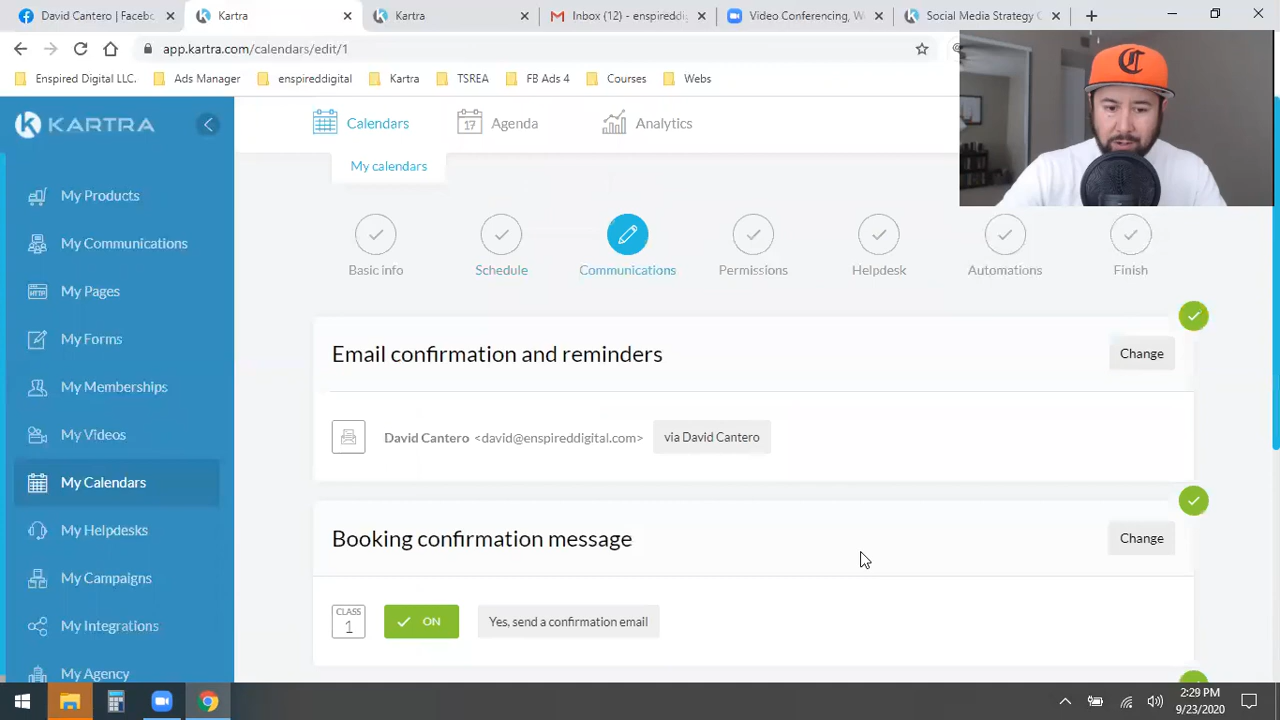 David Cantero | Facebo
Kartra
Kartra
Inbox (12) - enspireddig
Video Conferencing, W
Social Media Strategy C
app.kartra.com/calendars/edit/1
Enspired Digital LLC.
Ads Manager
enspireddigital
Kartra
TSREA
FB Ads 4
Courses
Webs
KARTRA
Calendars
17
Agenda
Analytics
My calendars
My Products
My Communications
HTTP
My Pages
My Forms
My Memberships
My Videos
My Calendars
My Helpdesks
My Campaigns
My Integrations
My Agency
Basic info
Schedule
Communications
Permissions
Helpdesk
Automations
Finish
Email confirmation and reminders
Change
David Cantero <david@enspireddigital.com>
via David Cantero
Booking confirmation message
Change
CLASS
1
ON
Yes, send a confirmation email
C
2:29 PM
9/23/2020